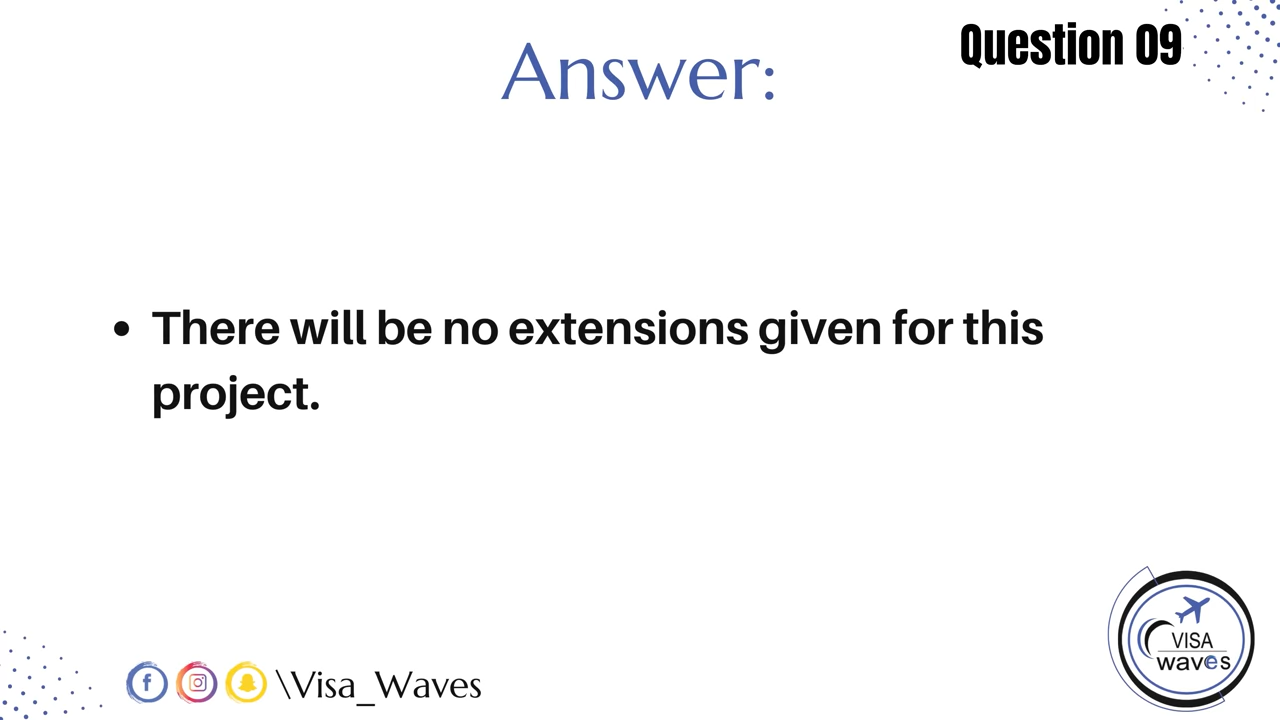 Question 09
Answer:
• There will be no extensions given for this
project.
\Visa_Waves
VISA
waves